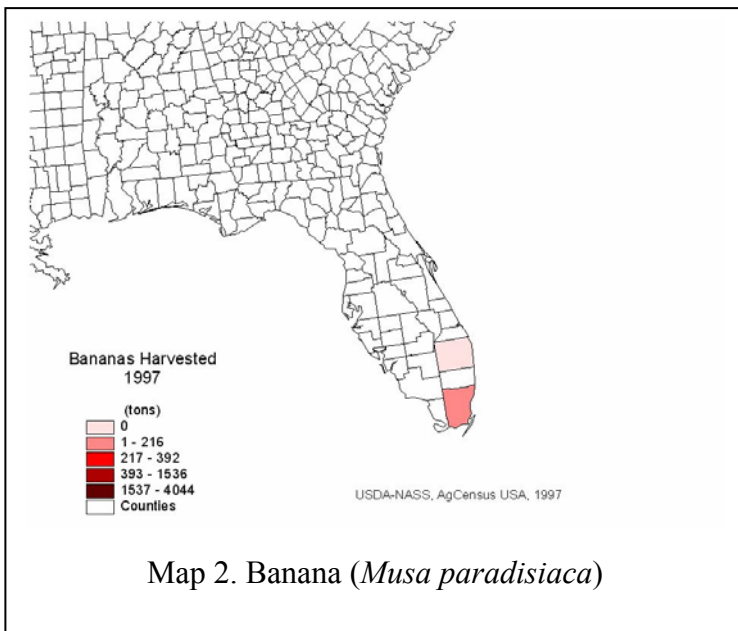 Bananas Harvested
1997
(tons)
0
1 - 216
217 - 392
393 - 1536
1537 - 4044
Counties
USDA-NASS, AgCensus USA, 1997
Map 2. Banana (Musa paradisiaca)